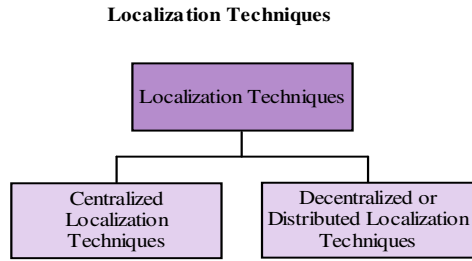 Localization Techniques
Localization Techniques
Centralized
Localization
Techniques
Decentralized or
Distributed Localization
Techniques